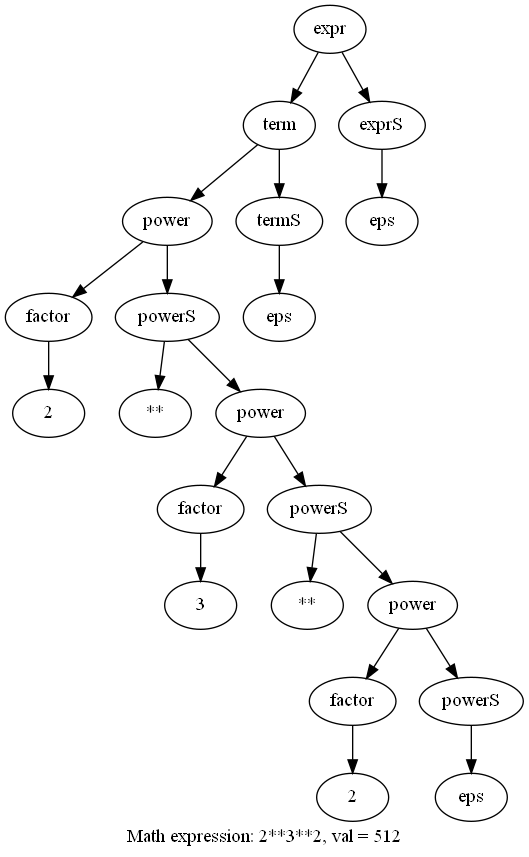 expr
term
exprS
power
termS
eps
factor
powerS
eps
2
**
power
factor
powerS
3
**
power
factor
powerS
2
eps
Math expression: 2**3**2, val = 512